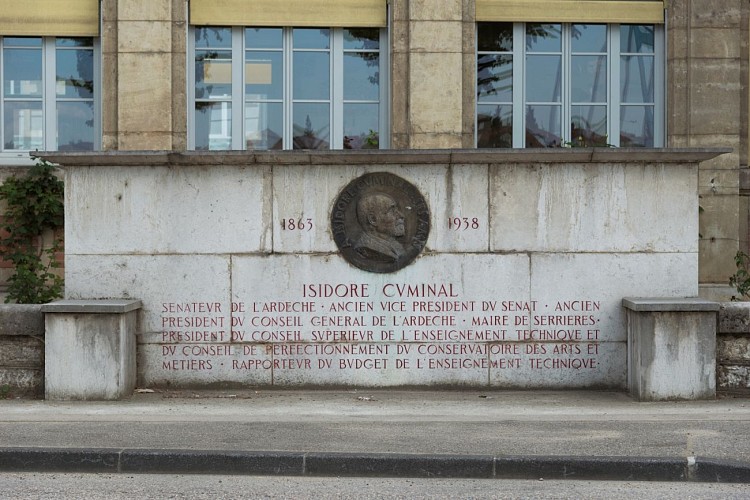 1863 1938
ISIDORE CVMINAL
SENATEVR DE L'ARDECHE · ANCIEN VICE PRESIDENT DV SENAT · ANCIEN
PRESIDENT DV CONSEIL GENERAL DE L'ARDECHE · MAIRE DE SERRIERES ·
PRESIDENT DV CONSEIL SVPERIEVR DE L'ENSEIGNEMENT TECHNIQVE ET
DV CONSEIL DE PERFECTIONNEMENT DV CONSERVATOIRE DES ARTS ET
METIERS · RAPPORTEVR DV BVDGET DE L'ENSEIGNEMENT TECHNIQVE·